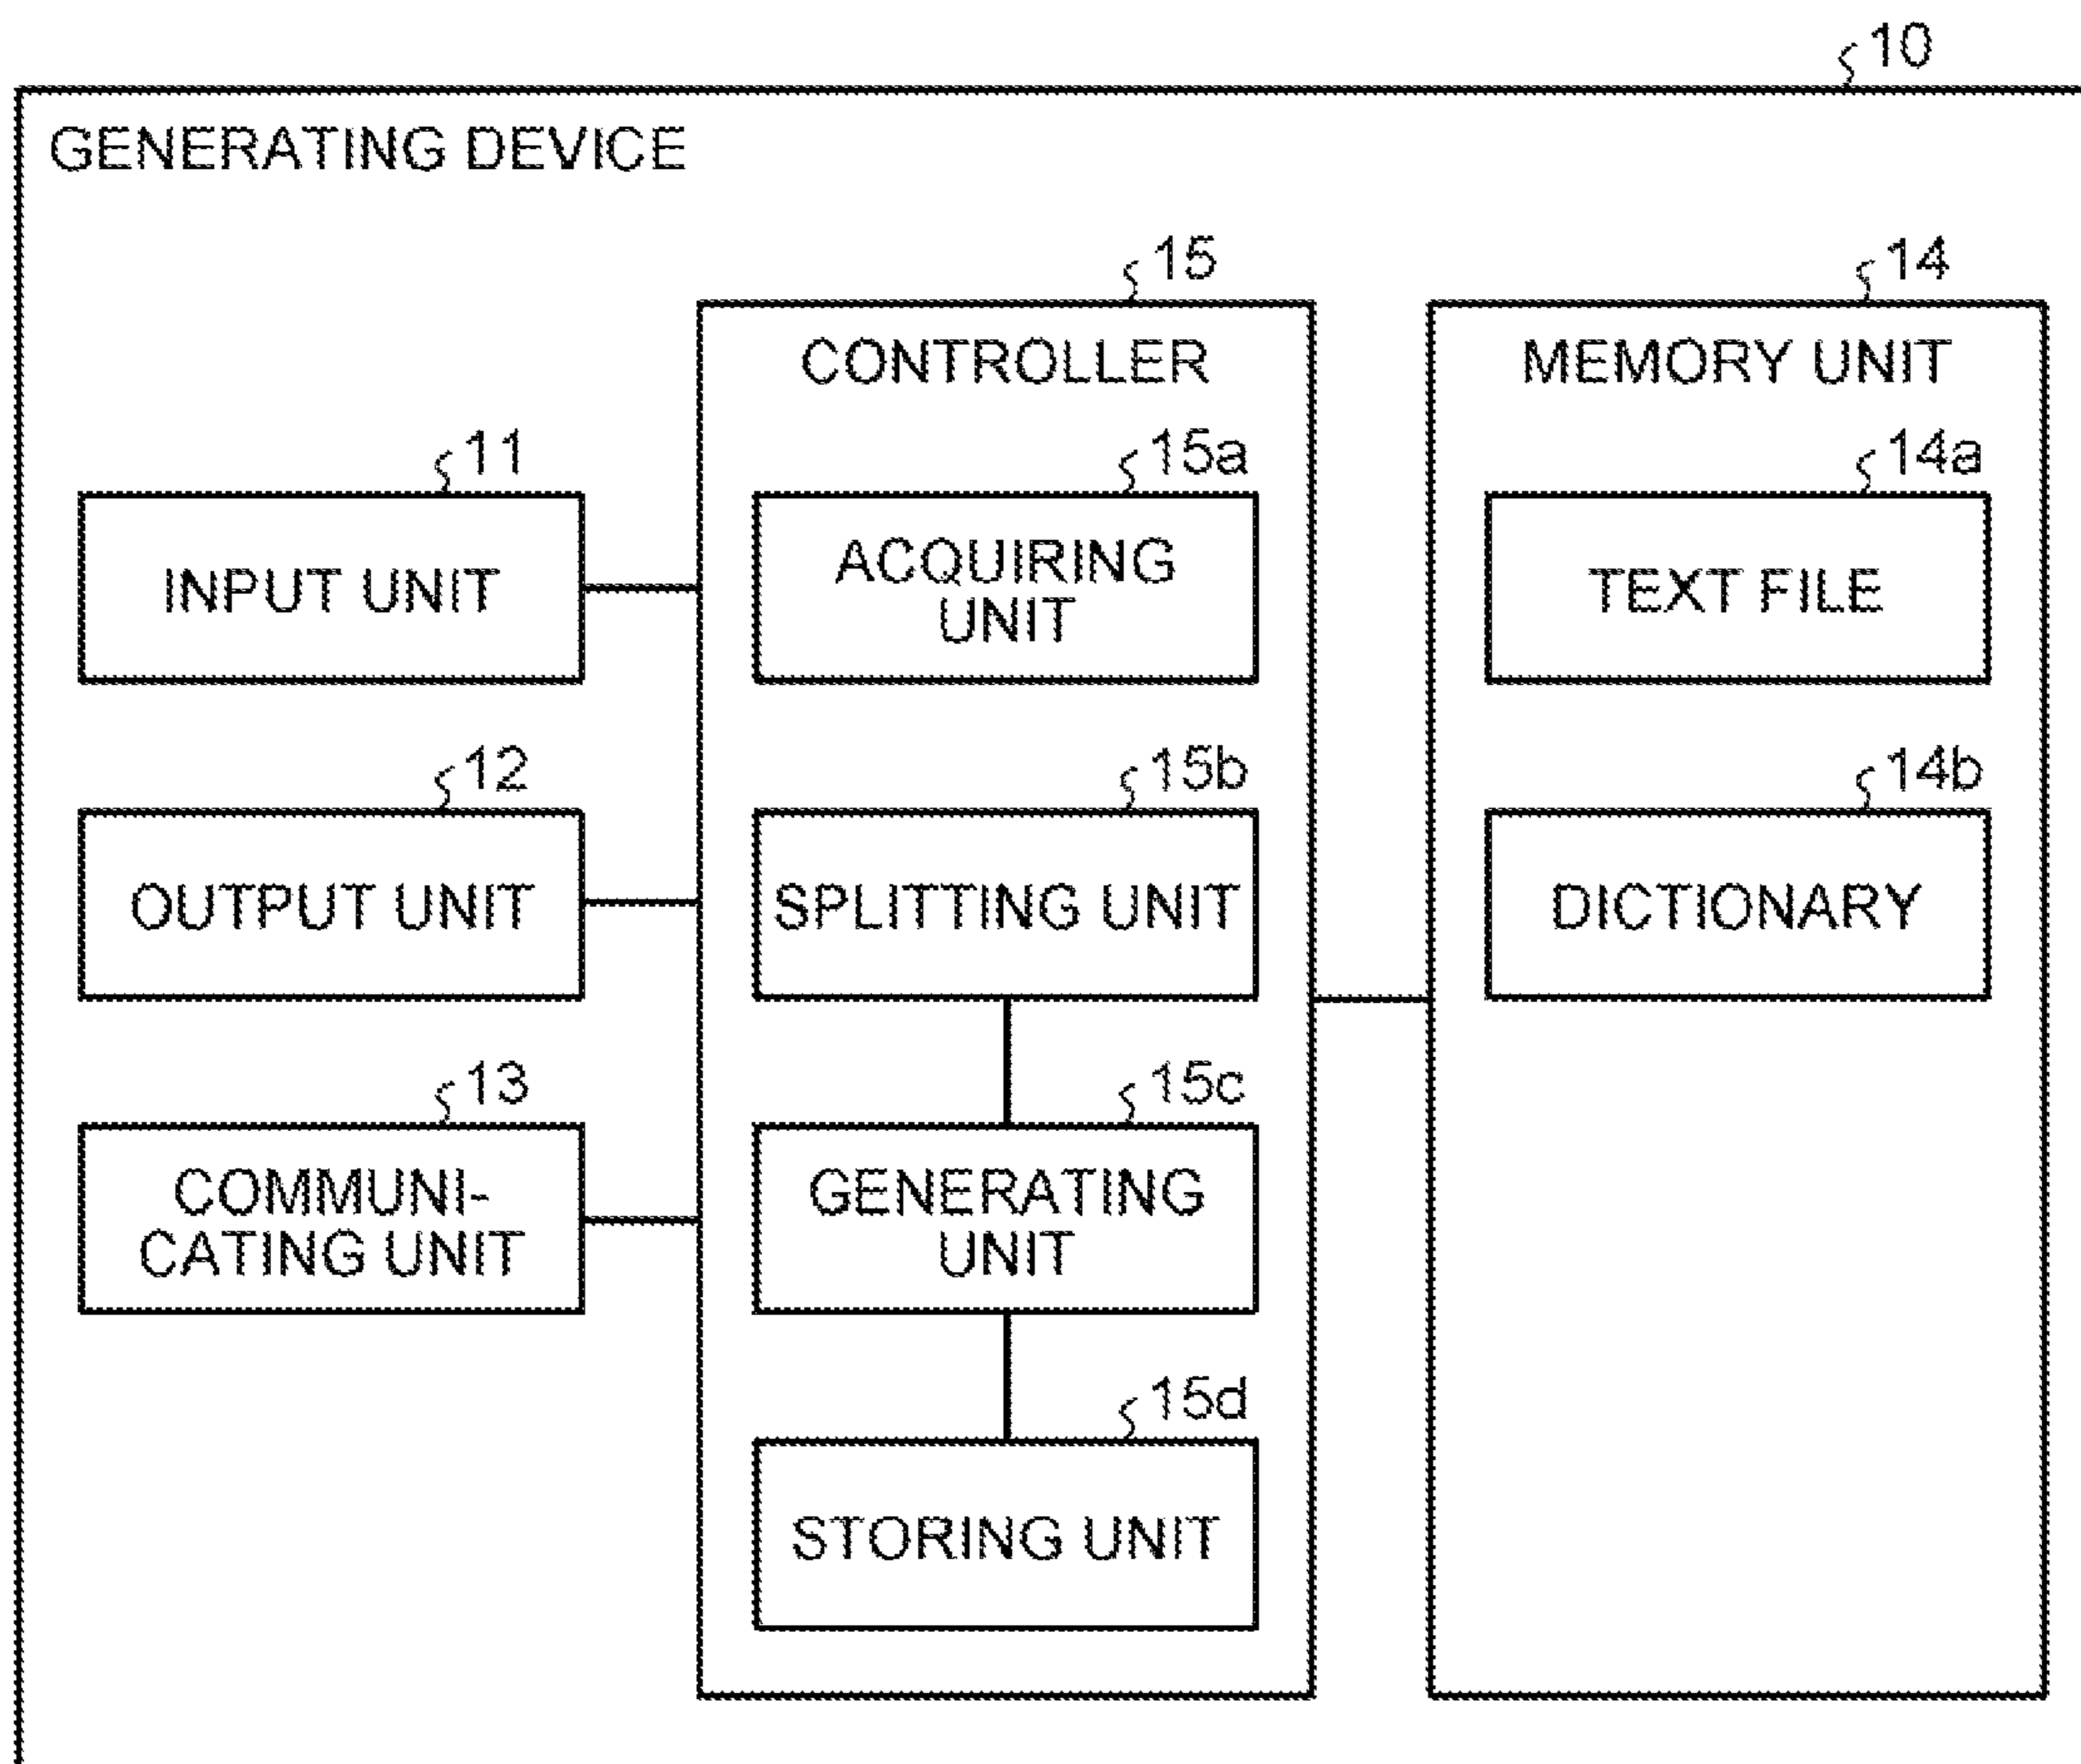 10
GENERATING DEVICE
15
14
CONTROLLER
MEMORY UNIT
11
15a
14a
INPUT UNIT
ACQUIRING
UNIT
TEXT FILE
12
15b
14b
OUTPUT UNIT
SPLITTING UNIT
DICTIONARY
13
15c
COMMUNI-
CATING UNIT
GENERATING
UNIT
15d
STORING UNIT